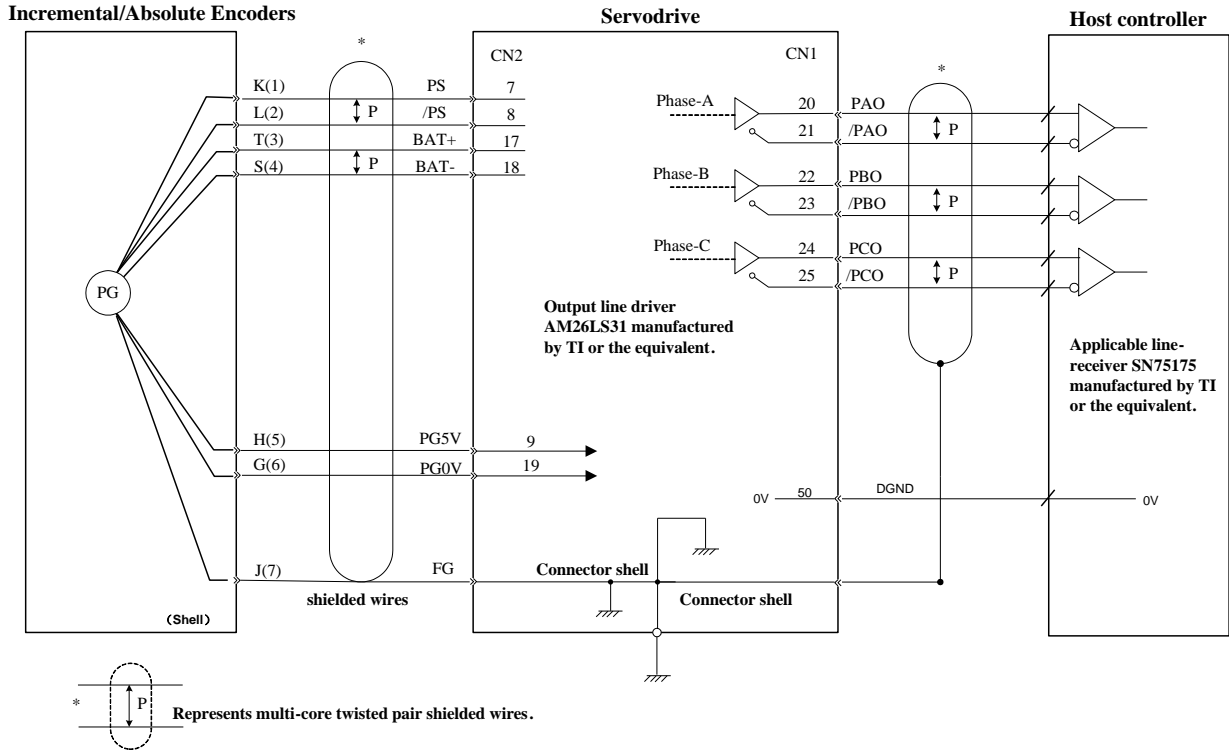 Incremental/Absolute Encoders
Servodrive
Host controller
*
CN2
CN1
*
K(1) PS 7
L(2) P /PS 8
T(3) BAT+ 17
S(4) P BAT- 18
PG
Phase-A 20 PAO
21 /PAO P
Phase-B 22 PBO
23 /PBO P
Phase-C 24 PCO
25 /PCO P
Output line driver
AM26LS31 manufactured
by TI or the equivalent.
Applicable line-
receiver SN75175
manufactured by TI
or the equivalent.
H(5) PG5V 9
G(6) PG0V 19
0V 50 DGND 0V
J(7) FG Connector shell
shielded wires Connector shell
(Shell)
* P Represents multi-core twisted pair shielded wires.